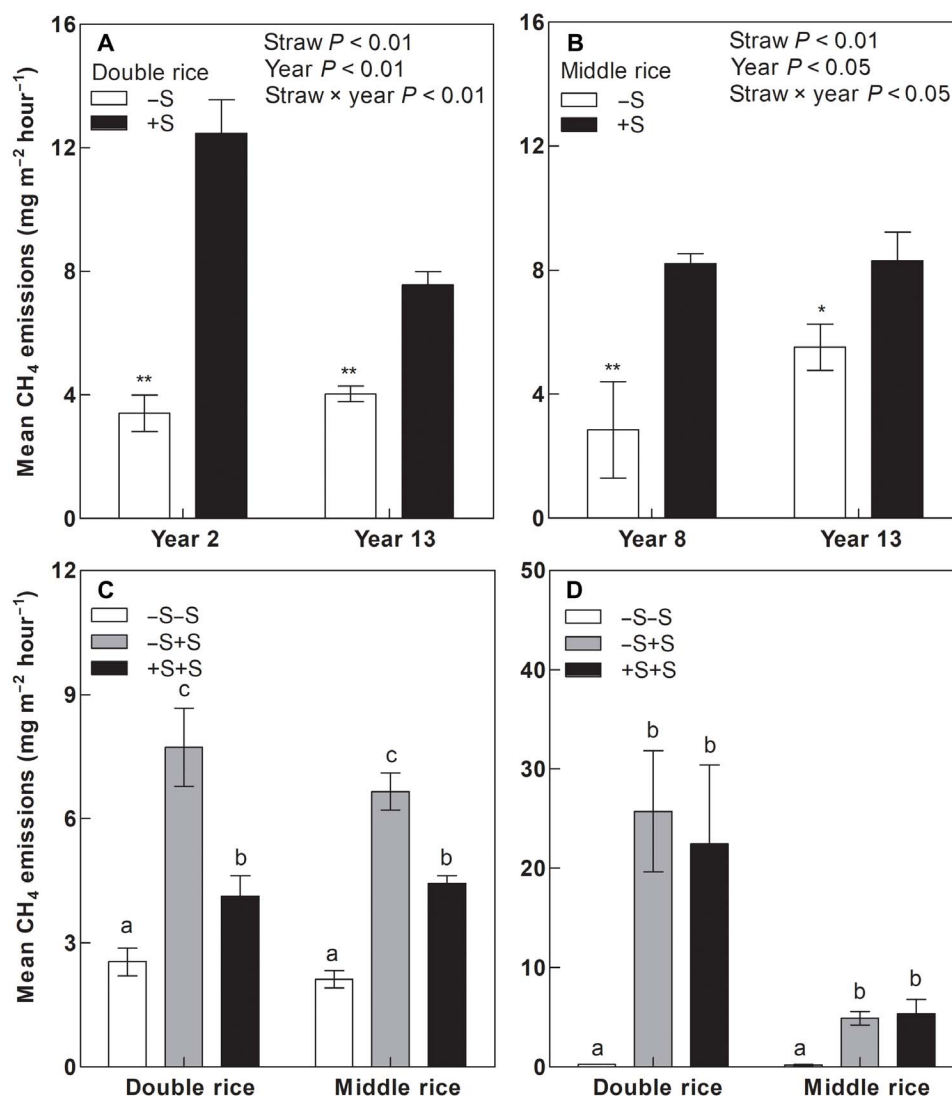 Mean CH₄ emissions (mg m⁻² hour⁻¹)
16
12
8
4
0
A
Double rice
−S
+S
Straw P < 0.01
Year P < 0.01
Straw × year P < 0.01
**
**
Year 2 Year 13
16
12
8
4
0
B
Middle rice
−S
+S
Straw P < 0.01
Year P < 0.05
Straw × year P < 0.05
**
*
Year 8 Year 13
Mean CH₄ emissions (mg m⁻² hour⁻¹)
12
9
6
3
0
C
−S−S
−S+S
+S+S
a
c
b
a
c
b
Double rice Middle rice
50
40
30
20
10
0
D
−S−S
−S+S
+S+S
a
b
b
a
b
b
Double rice Middle rice